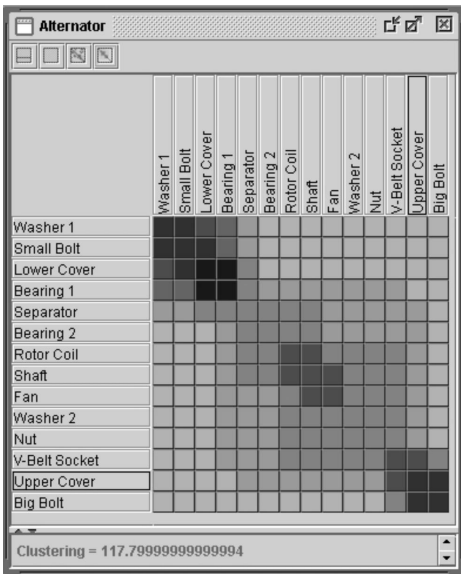 Alternator
Washer 1
Small Bolt
Lower Cover
Bearing 1
Separator
Bearing 2
Rotor Coil
Shaft
Fan
Washer 2
Nut
V-Belt Socket
Upper Cover
Big Bolt
Washer 1
Small Bolt
Lower Cover
Bearing 1
Separator
Bearing 2
Rotor Coil
Shaft
Fan
Washer 2
Nut
V-Belt Socket
Upper Cover
Big Bolt
Clustering = 117.79999999999994